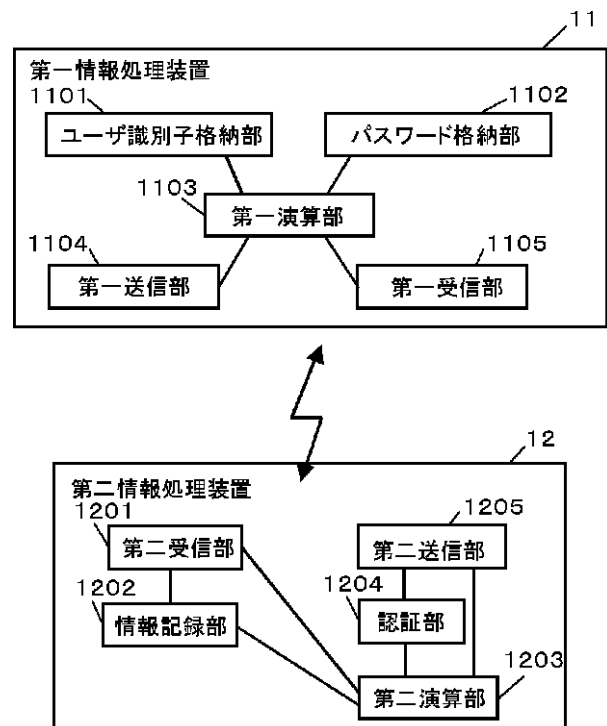 11
第一情報処理装置
1101
1102
ユーザ識別子格納部
パスワード格納部
1103
第一演算部
1104
1105
第一送信部
第一受信部
12
第二情報処理装置
1201
1205
第二受信部
第二送信部
1202
1204
情報記録部
認証部
1203
第二演算部